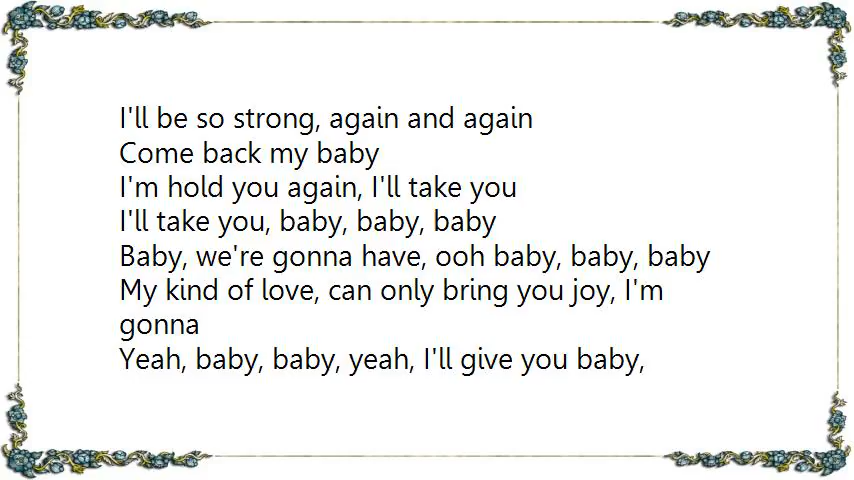 I'll be so strong, again and again
Come back my baby
I'm hold you again, I'll take you
I'll take you, baby, baby, baby
Baby, we're gonna have, ooh baby, baby, baby
My kind of love, can only bring you joy, I'm
gonna
Yeah, baby, baby, yeah, I'll give you baby,